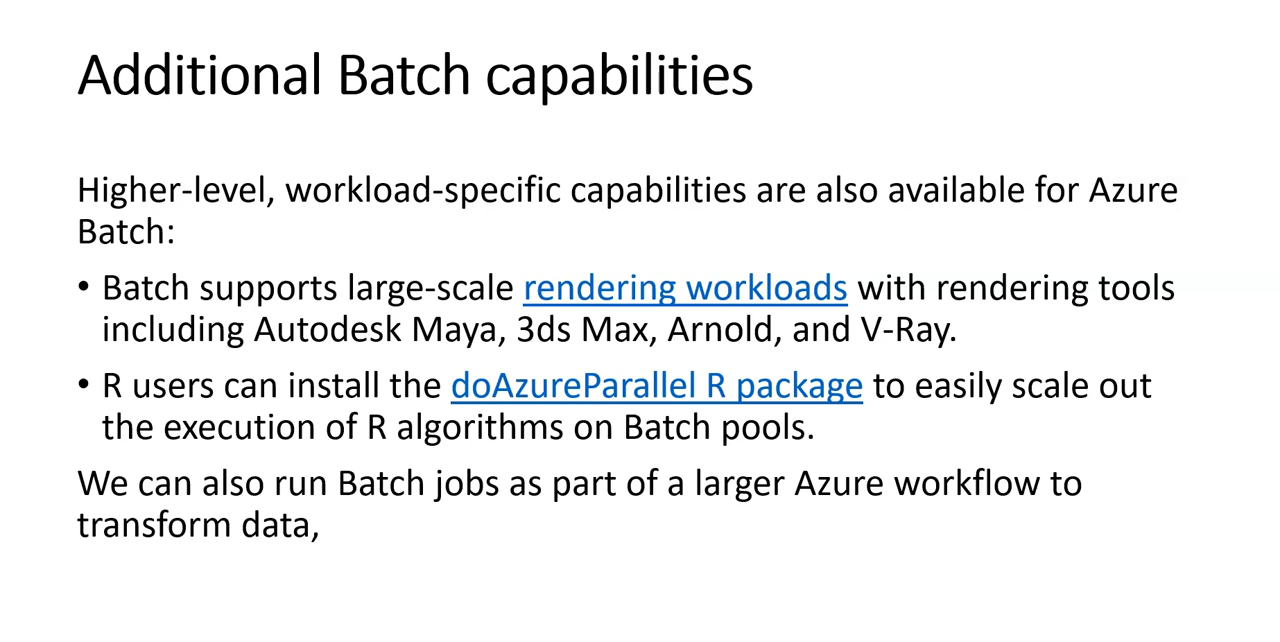 Additional Batch capabilities
Higher-level, workload-specific capabilities are also available for Azure
Batch:
• Batch supports large-scale rendering workloads with rendering tools
including Autodesk Maya, 3ds Max, Arnold, and V-Ray.
• R users can install the doAzureParallel R package to easily scale out
the execution of R algorithms on Batch pools.
We can also run Batch jobs as part of a larger Azure workflow to
transform data,